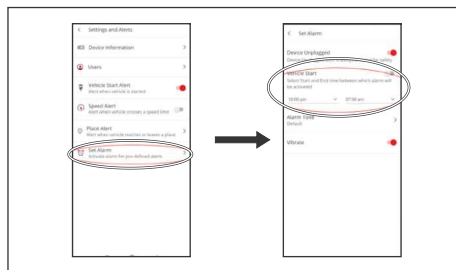 Settings and Alerts
Device Information
Users
Vehicle Start Alert
Alert when vehicle is started
Speed Alert
Alert when vehicle crosses a speed limit
Place Alert
Alert when vehicle reaches or leaves a place
Set Alarm
Activate alarm for pre-defined alerts
Set Alarm
Device Unplugged
safety
Vehicle Start
Select Start and End time between which alarm will
be activated
10:00 pm
07:00 am
Alarm Tone
Default
Vibrate